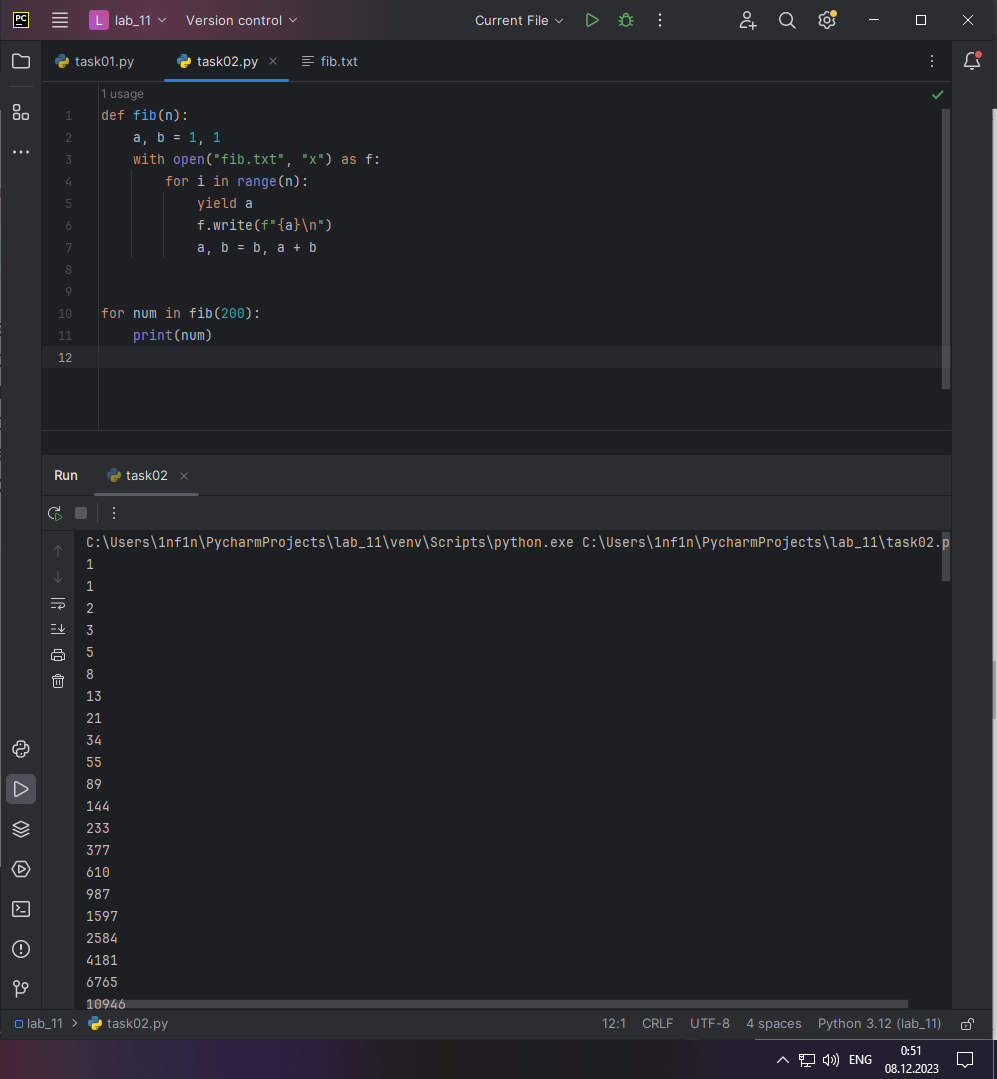 PC L lab_11 Version control Current File
task01.py task02.py fib.txt
1 usage
1 def fib(n):
2 a, b = 1, 1
3 with open("fib.txt", "x") as f:
4 for i in range(n):
5 yield a
6 f.write(f"{a}\n")
7 a, b = b, a + b
8
9
10 for num in fib(200):
11 print(num)
12
Run task02
C:\Users\1nf1n\PycharmProjects\lab_11\venv\Scripts\python.exe C:\Users\1nf1n\PycharmProjects\lab_11\task02.p
1
1
2
3
5
8
13
21
34
55
89
144
233
377
610
987
1597
2584
4181
6765
10946
lab_11 > task02.py 12:1 CRLF UTF-8 4 spaces Python 3.12 (lab_11)
ENG 0:51
08.12.2023